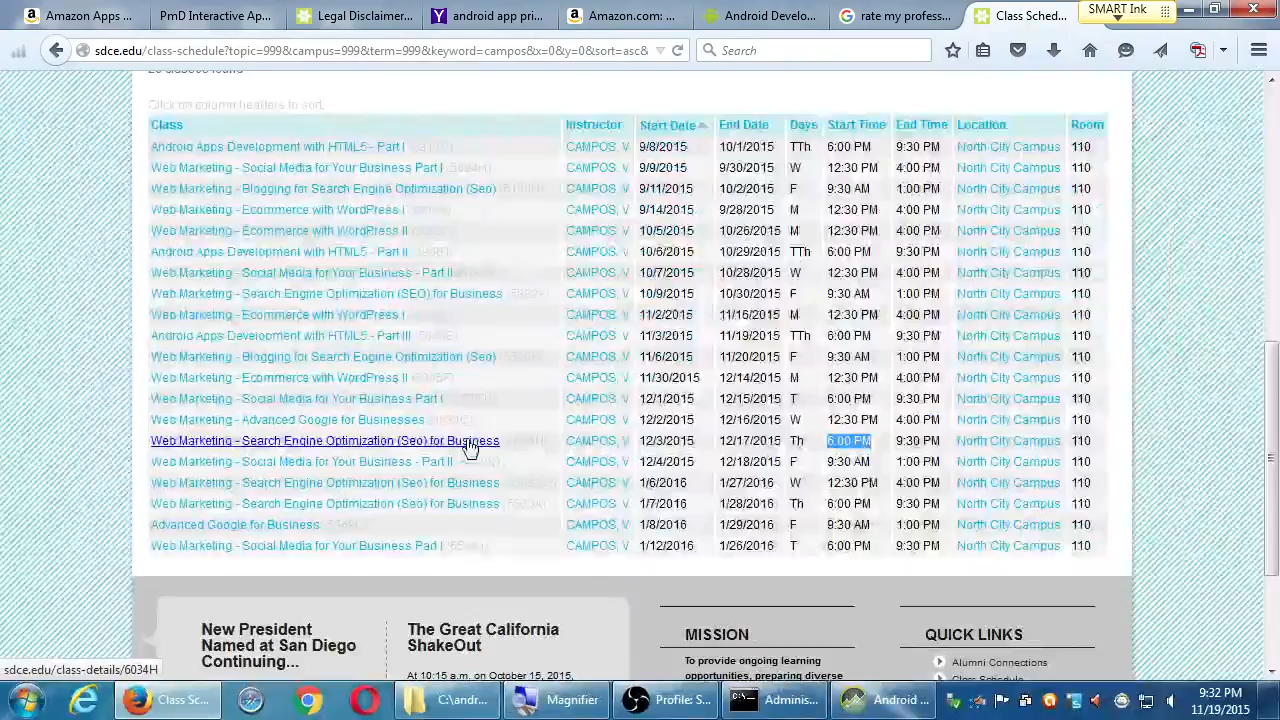 Amazon Apps ... PmD Interactive Ap... Legal Disclaimer... android app pri... Amazon.com: ... Android Develo... rate my profess... Class Sched... SMART Ink
sdce.edu/class-schedule?topic=999&campus=999&term=999&keyword=campos&x=0&y=0&sort=asc& Search
Click on column headers to sort.
Class Instructor Start Date End Date Days Start Time End Time Location Room
Android Apps Development with HTML5 - Part I CAMPOS, V 9/8/2015 10/1/2015 TTh 6:00 PM 9:30 PM North City Campus 110
Web Marketing - Social Media for Your Business Part I CAMPOS, V 9/9/2015 9/30/2015 W 12:30 PM 4:00 PM North City Campus 110
Web Marketing - Blogging for Search Engine Optimization (Seo) CAMPOS, V 9/11/2015 10/2/2015 F 9:30 AM 1:00 PM North City Campus 110
Web Marketing - Ecommerce with WordPress I CAMPOS, V 9/14/2015 9/28/2015 M 12:30 PM 4:00 PM North City Campus 110
Web Marketing - Ecommerce with WordPress II CAMPOS, V 10/5/2015 10/26/2015 M 12:30 PM 4:00 PM North City Campus 110
Android Apps Development with HTML5 - Part II CAMPOS, V 10/6/2015 10/29/2015 TTh 6:00 PM 9:30 PM North City Campus 110
Web Marketing - Social Media for Your Business - Part II CAMPOS, V 10/7/2015 10/28/2015 W 12:30 PM 4:00 PM North City Campus 110
Web Marketing - Search Engine Optimization (SEO) for Business CAMPOS, V 10/9/2015 10/30/2015 F 9:30 AM 1:00 PM North City Campus 110
Web Marketing - Ecommerce with WordPress I CAMPOS, V 11/2/2015 11/16/2015 M 12:30 PM 4:00 PM North City Campus 110
Android Apps Development with HTML5 - Part III CAMPOS, V 11/3/2015 11/19/2015 TTh 6:00 PM 9:30 PM North City Campus 110
Web Marketing - Blogging for Search Engine Optimization (Seo) CAMPOS, V 11/6/2015 11/20/2015 F 9:30 AM 1:00 PM North City Campus 110
Web Marketing - Ecommerce with WordPress II CAMPOS, V 11/30/2015 12/14/2015 M 12:30 PM 4:00 PM North City Campus 110
Web Marketing - Social Media for Your Business Part I CAMPOS, V 12/1/2015 12/15/2015 T 6:00 PM 9:30 PM North City Campus 110
Web Marketing - Advanced Google for Businesses CAMPOS, V 12/2/2015 12/16/2015 W 12:30 PM 4:00 PM North City Campus 110
Web Marketing - Search Engine Optimization (Seo) for Business CAMPOS, V 12/3/2015 12/17/2015 Th 6:00 PM 9:30 PM North City Campus 110
Web Marketing - Social Media for Your Business - Part II CAMPOS, V 12/4/2015 12/18/2015 F 9:30 AM 1:00 PM North City Campus 110
Web Marketing - Search Engine Optimization (Seo) for Business CAMPOS, V 1/6/2016 1/27/2016 W 12:30 PM 4:00 PM North City Campus 110
Web Marketing - Search Engine Optimization (Seo) for Business CAMPOS, V 1/7/2016 1/28/2016 Th 6:00 PM 9:30 PM North City Campus 110
Advanced Google for Business CAMPOS, V 1/8/2016 1/29/2016 F 9:30 AM 1:00 PM North City Campus 110
Web Marketing - Social Media for Your Business Part I CAMPOS, V 1/12/2016 1/26/2016 T 6:00 PM 9:30 PM North City Campus 110
New President
Named at San Diego
Continuing...
The Great California
ShakeOut
At 10:15 a.m. on October 15, 2015,
MISSION
To provide ongoing learning
opportunities, preparing diverse
QUICK LINKS
Alumni Connections
Class Schedule
sdce.edu/class-details/6034H
Class Sc... C:\andr... Magnifier Profile S... Adminis... Android ... 9:32 PM
11/19/2015